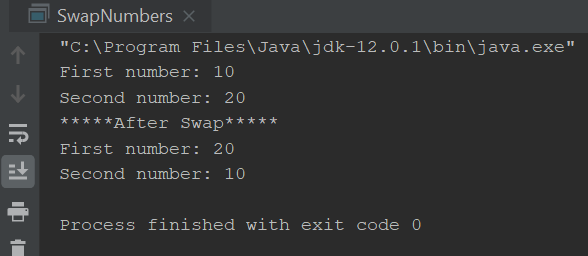 SwapNumbers
"C:\Program Files\Java\jdk-12.0.1\bin\java.exe"
First number: 10
Second number: 20
*****After Swap*****
First number: 20
Second number: 10
Process finished with exit code 0